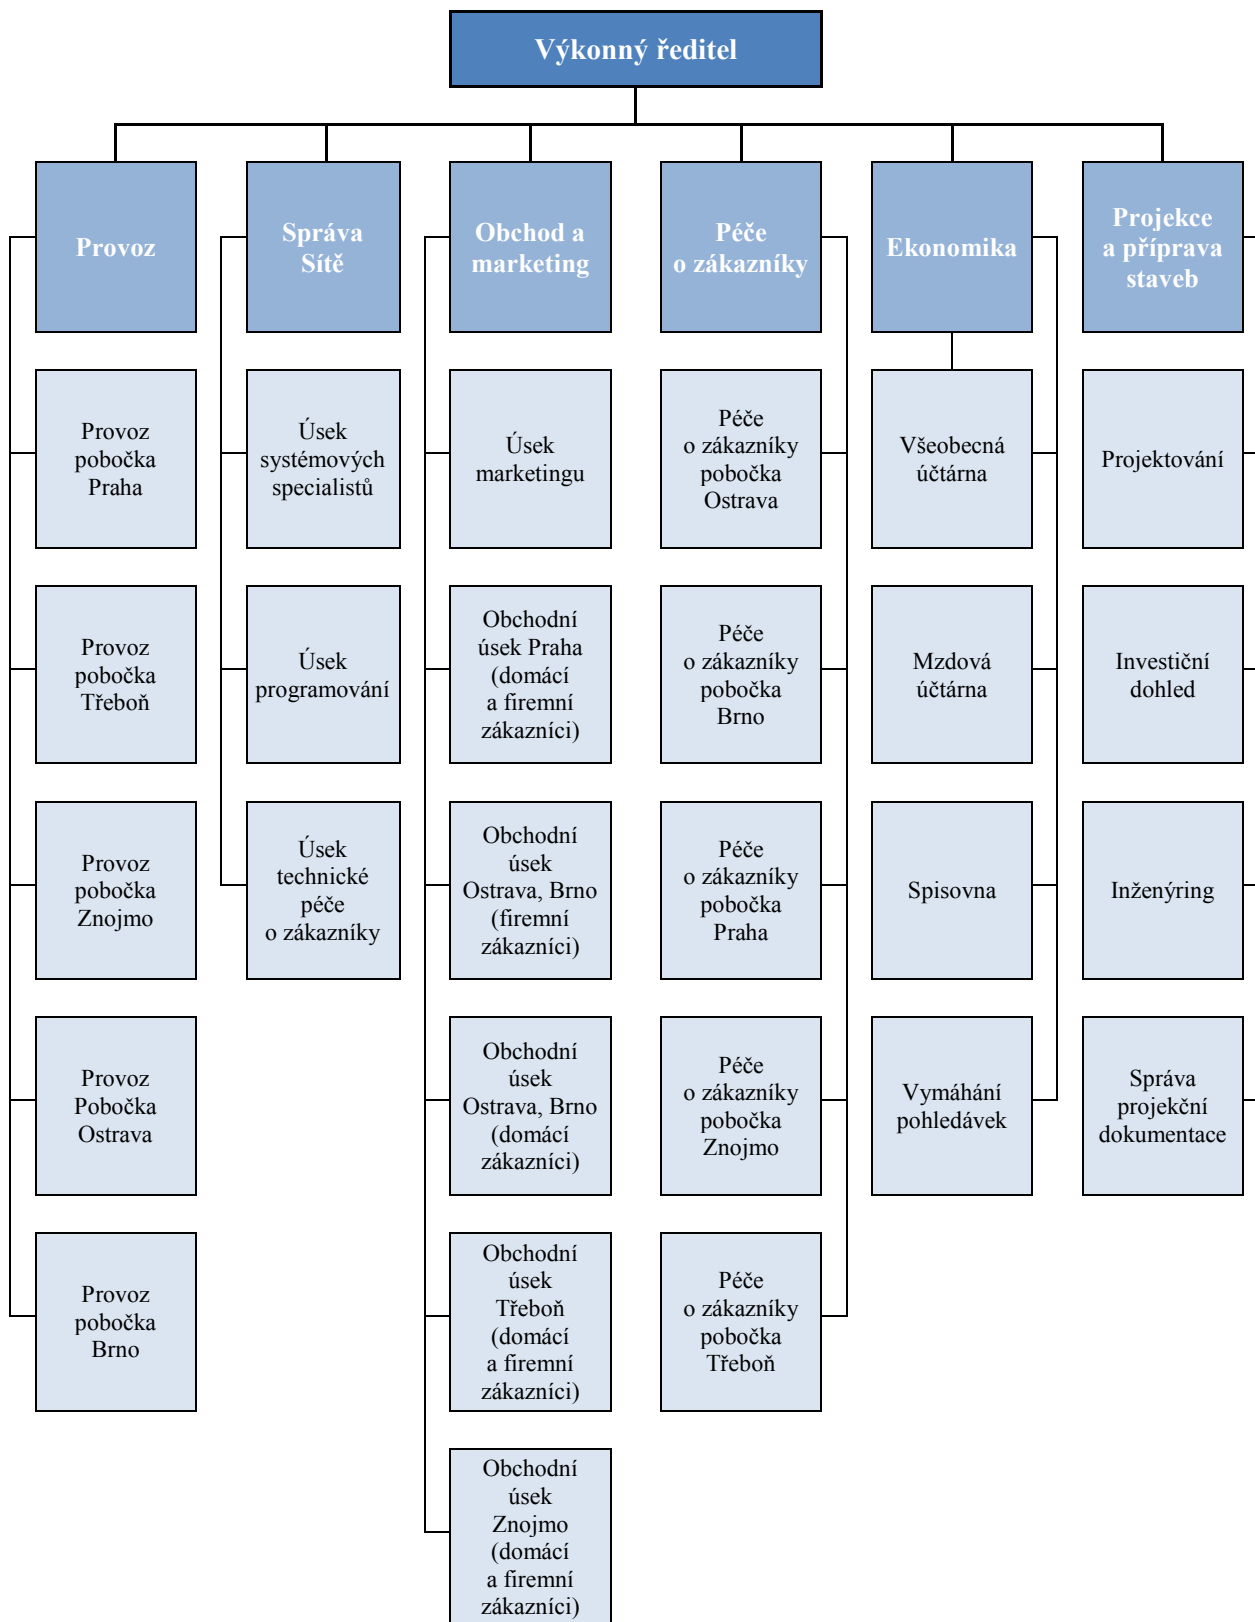 Výkonný ředitel
Provoz
Správa
Sítě
Obchod a
marketing
Péče
o zákazníky
Ekonomika
Projekce
a příprava
staveb
Provoz
pobočka
Praha
Úsek
systémových
specialistů
Úsek
marketingu
Péče
o zákazníky
pobočka
Ostrava
Všeobecná
účtárna
Projektování
Provoz
pobočka
Třeboň
Úsek
programování
Obchodní
úsek Praha
(domácí
a firemní
zákazníci)
Péče
o zákazníky
pobočka
Brno
Mzdová
účtárna
Investiční
dohled
Provoz
pobočka
Znojmo
Úsek
technické
péče
o zákazníky
Obchodní
úsek
Ostrava, Brno
(firemní
zákazníci)
Péče
o zákazníky
pobočka
Praha
Spisovna
Inženýring
Provoz
Pobočka
Ostrava
Obchodní
úsek
Ostrava, Brno
(domácí
zákazníci)
Péče
o zákazníky
pobočka
Znojmo
Vymáhání
pohledávek
Správa
projekční
dokumentace
Provoz
pobočka
Brno
Obchodní
úsek
Třeboň
(domácí
a firemní
zákazníci)
Péče
o zákazníky
pobočka
Třeboň
Obchodní
úsek
Znojmo
(domácí
a firemní
zákazníci)